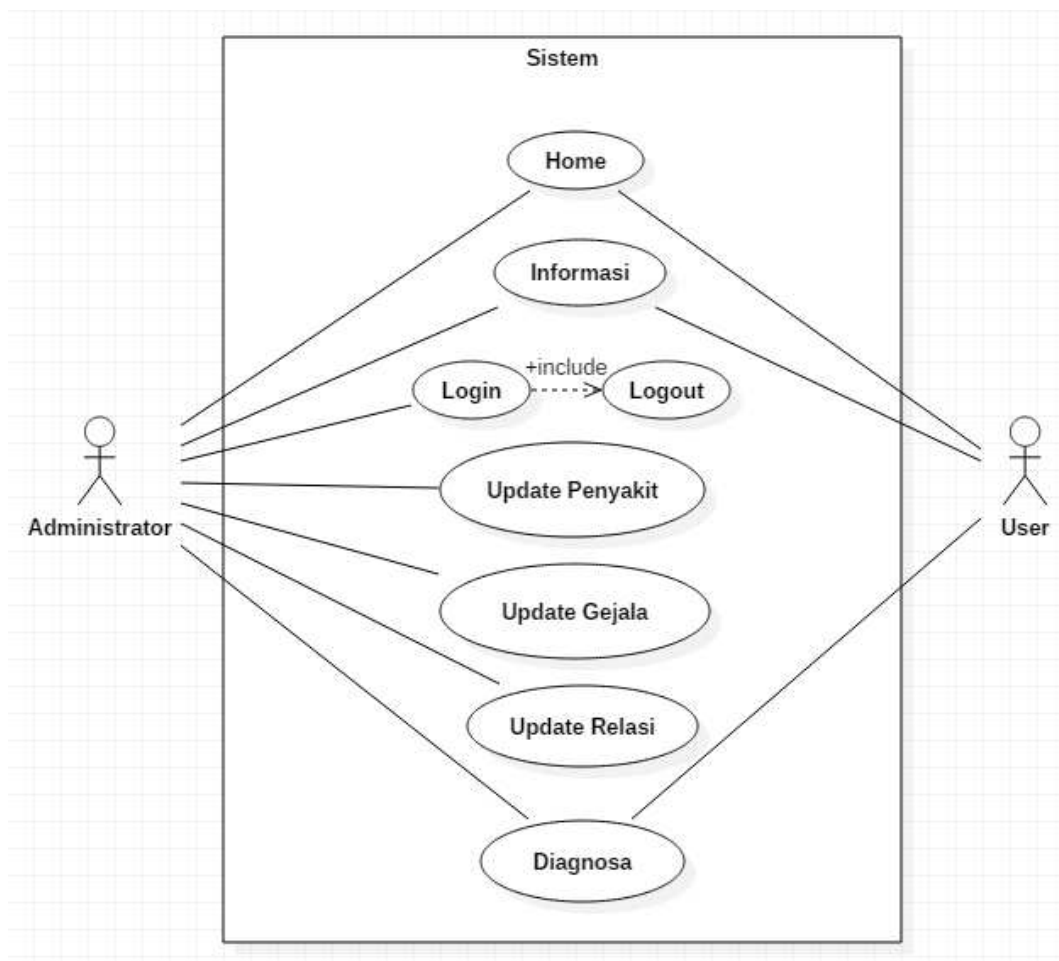 Sistem
Home
Informasi
+include
Login
Logout
Update Penyakit
Administrator
User
Update Gejala
Update Relasi
Diagnosa